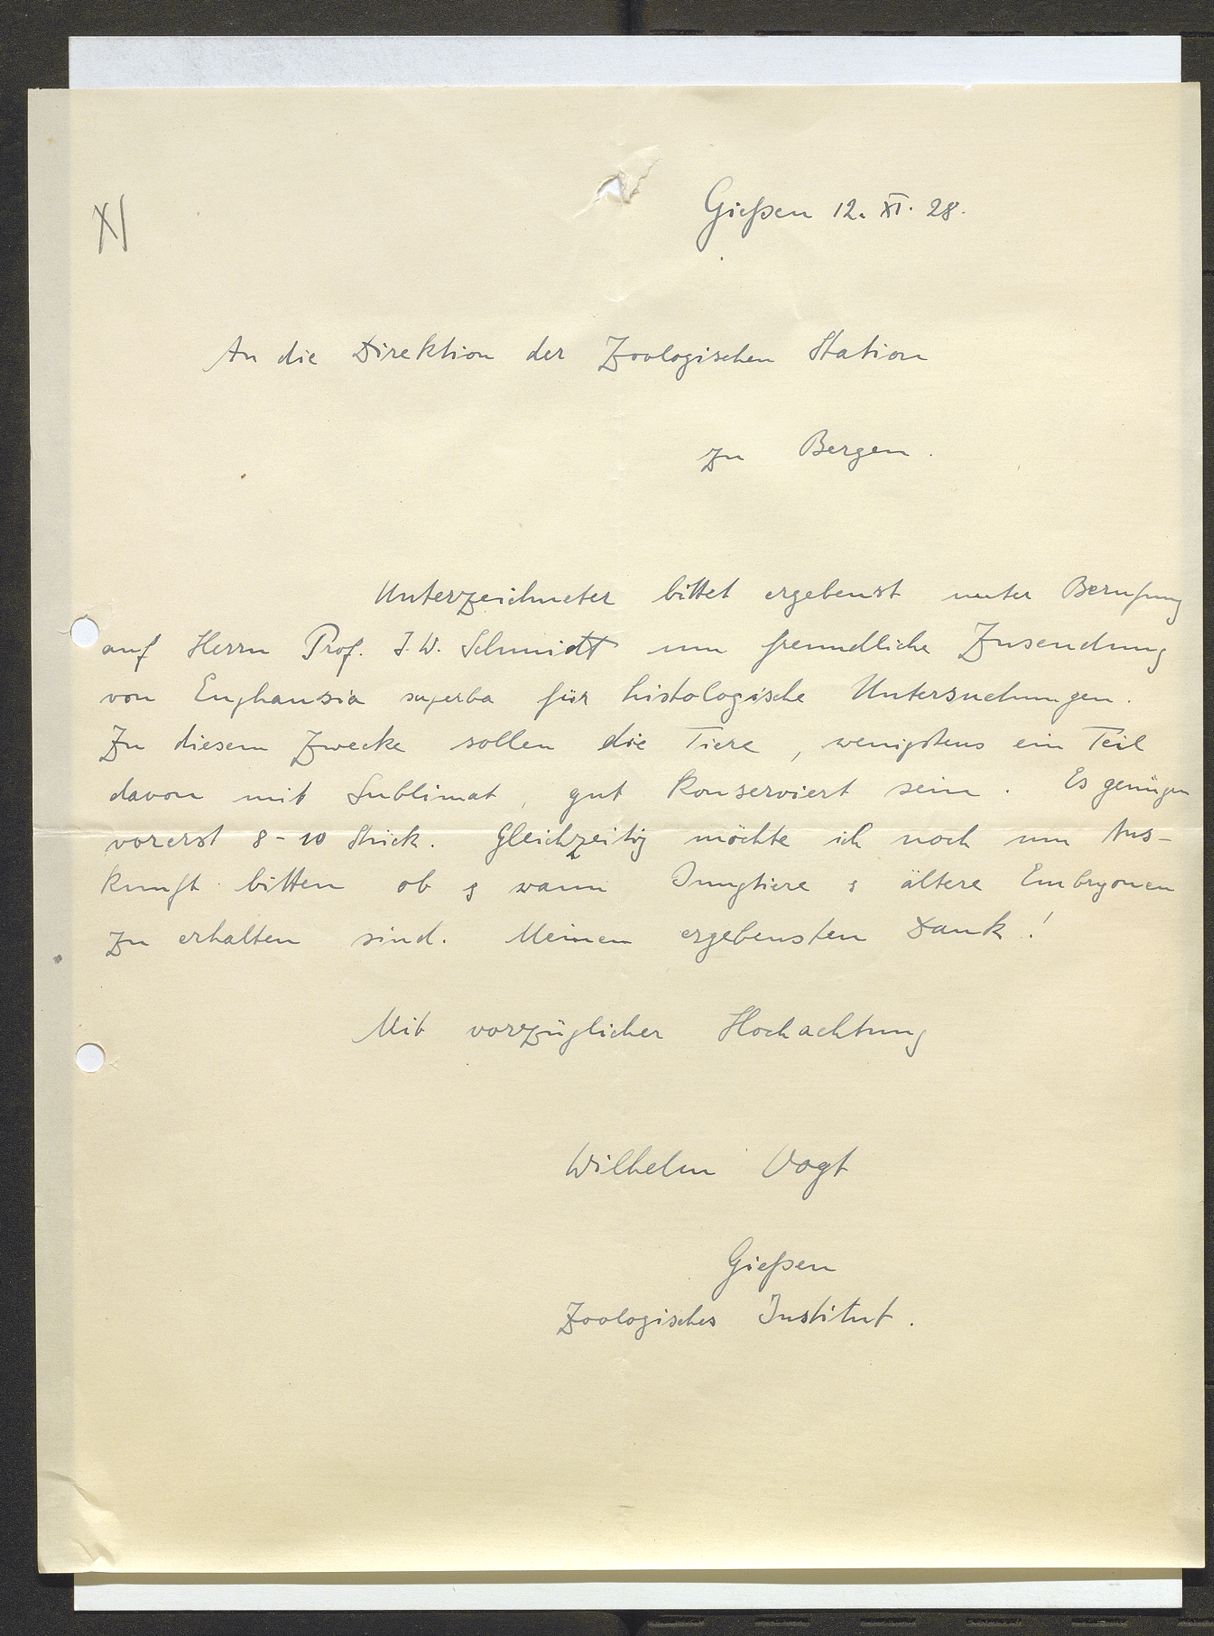 XI
Gießen 12. XI. 28.
An die Direktion der Zoologischen Station
zu Bergen.
Unterzeichneter bittet ergebenst unter Berufung
auf Herrn Prof. J. W. Schmidt um freundliche Zusendung
von Euphausia superba für histologische Untersuchungen.
Zu diesem Zwecke sollen die Tiere, wenigstens ein Teil
davon mit Sublimat, gut konserviert sein. Es genügen
vorerst 8-10 Stück. Gleichzeitig möchte ich noch um Aus-
kunft bitten ob & wann Jungtiere & ältere Embryonen
zu erhalten sind. Meinen ergebensten Dank!
Mit vorzüglicher Hochachtung
Wilhelm Vogt
Gießen
Zoologisches Institut.